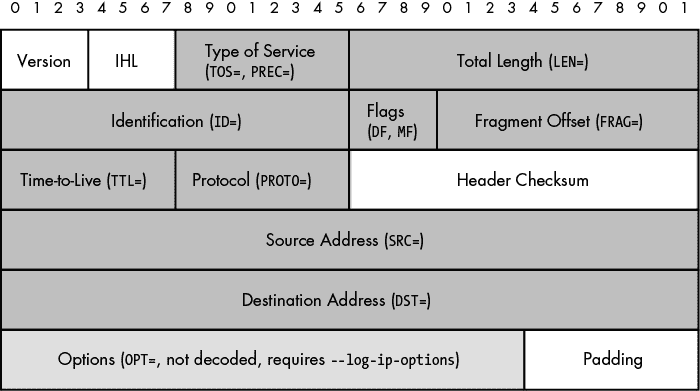 0 1 2 3 4 5 6 7 8 9 0 1 2 3 4 5 6 7 8 9 0 1 2 3 4 5 6 7 8 9 0 1
Version
IHL
Type of Service
(TOS=, PREC=)
Total Length (LEN=)
Identification (ID=)
Flags
(DF, MF)
Fragment Offset (FRAG=)
Time-to-Live (TTL=)
Protocol (PROTO=)
Header Checksum
Source Address (SRC=)
Destination Address (DST=)
Options (OPT=, not decoded, requires --log-ip-options)
Padding